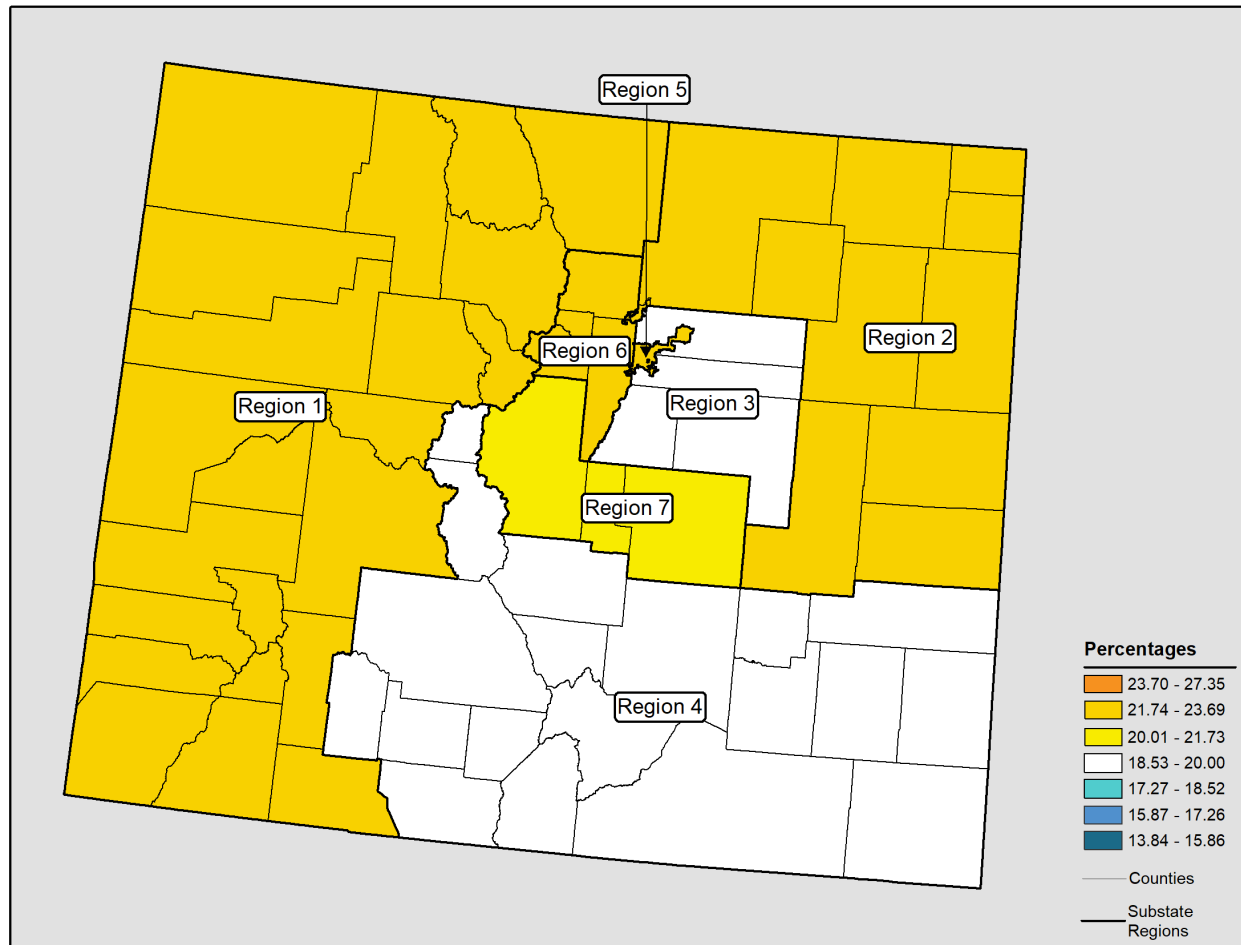 Region 5
Region 2
Region 6
Region 3
Region 1
Region 7
Region 4
Percentages
23.70 - 27.35
21.74 - 23.69
20.01 - 21.73
18.53 - 20.00
17.27 - 18.52
15.87 - 17.26
13.84 - 15.86
Counties
Substate
Regions